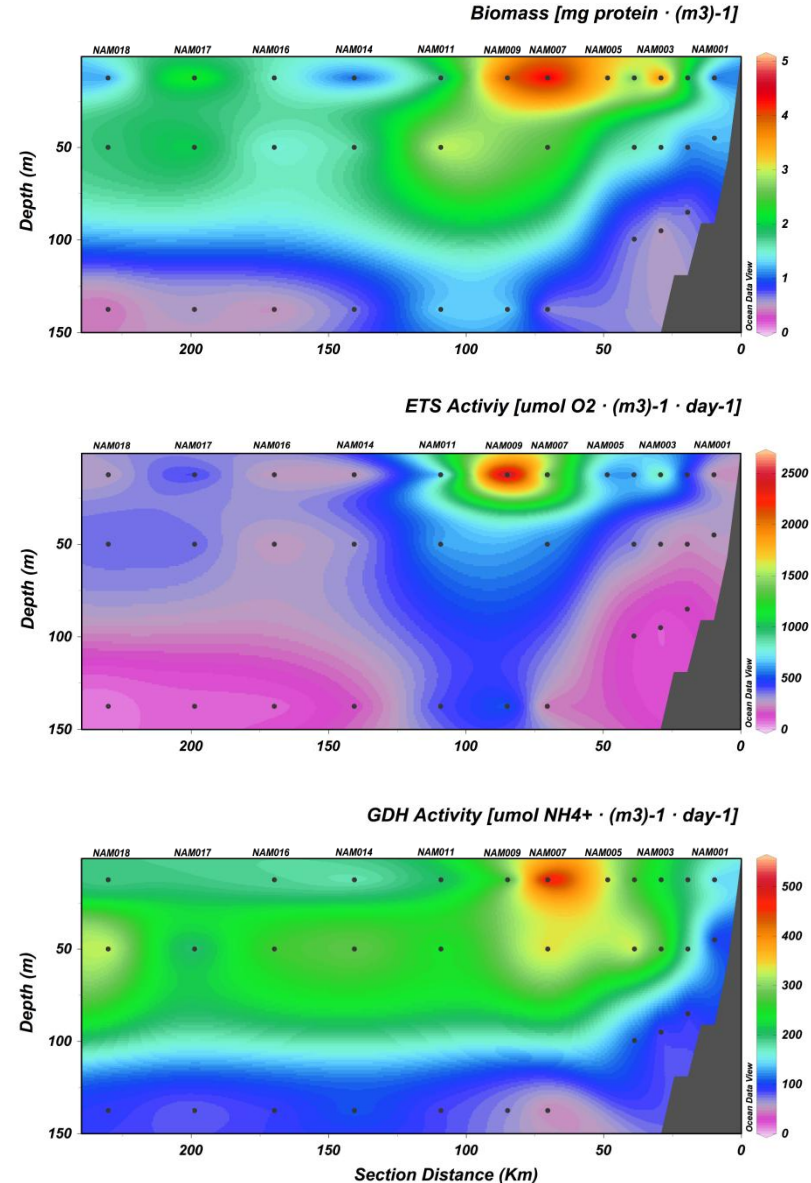 Biomass [mg protein · (m3)-1]
NAM018 NAM017 NAM016 NAM014 NAM011 NAM009 NAM007 NAM005 NAM003 NAM001
Depth (m)
50
100
150
200 150 100 50 0
Ocean Data View
5
4
3
2
1
0
ETS Activiy [umol O2 · (m3)-1 · day-1]
NAM018 NAM017 NAM016 NAM014 NAM011 NAM009 NAM007 NAM005 NAM003 NAM001
Depth (m)
50
100
150
200 150 100 50 0
Ocean Data View
2500
2000
1500
1000
500
0
GDH Activity [umol NH4+ · (m3)-1 · day-1]
NAM018 NAM017 NAM016 NAM014 NAM011 NAM009 NAM007 NAM005 NAM003 NAM001
Depth (m)
50
100
150
200 150 100 50 0
Ocean Data View
500
400
300
200
100
0
Section Distance (Km)